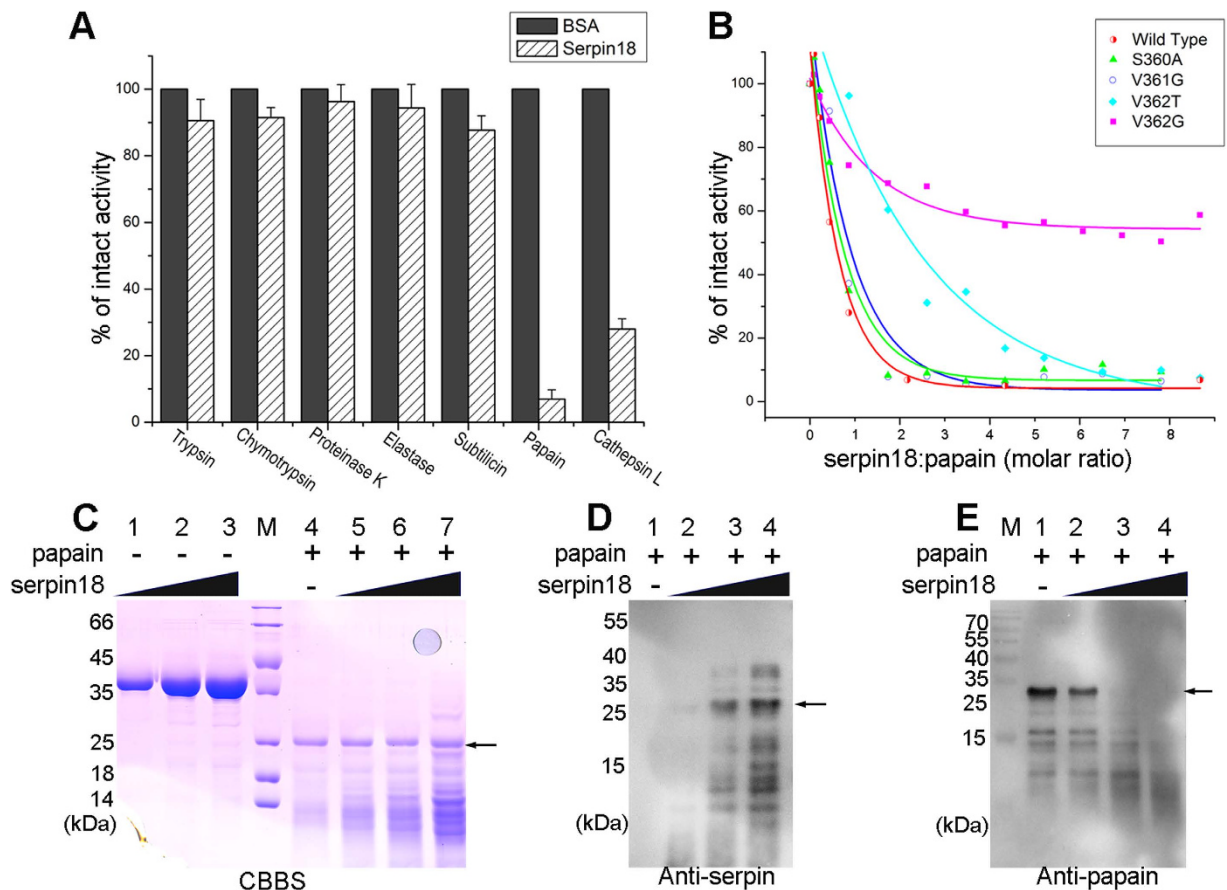 A
BSA
Serpin18
% of intact activity
100
80
60
40
20
0
Trypsin
Chymotrypsin
Proteinase K
Elastase
Subtilicin
Papain
Cathepsin L
B
Wild Type
S360A
V361G
V362T
V362G
% of intact activity
100
80
60
40
20
0
0 1 2 3 4 5 6 7 8
serpin18:papain (molar ratio)
C
1 2 3 M 4 5 6 7
papain - - - + + + +
serpin18 -
66
45
35
25
18
14
(kDa)
CBBS
D
1 2 3 4
papain + + + +
serpin18 -
55
40
35
25
15
(kDa)
Anti-serpin
E
M 1 2 3 4
papain + + + +
serpin18 -
70
55
40
35
25
15
(kDa)
Anti-papain